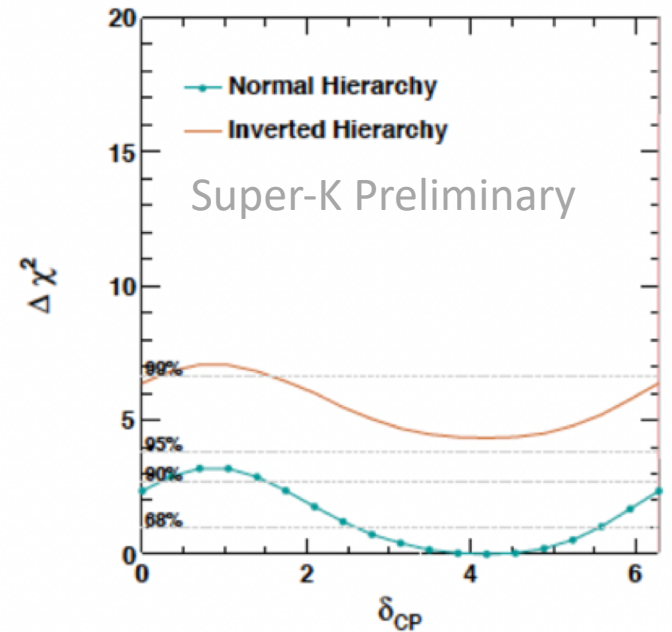 20
Normal Hierarchy
Inverted Hierarchy
15
Super-K Preliminary
Δ χ²
10
99%
5
95%
90%
68%
0
0 2 4 6
δCP